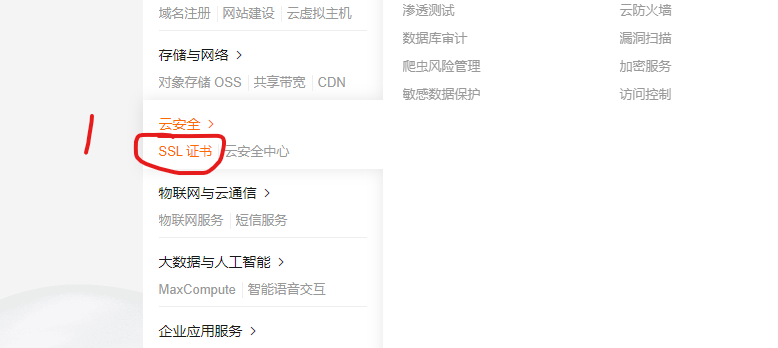 域名注册 网站建设 云虚拟主机
存储与网络 >
对象存储 OSS 共享带宽 CDN
云安全 >
SSL 证书 云安全中心
物联网与云通信 >
物联网服务 短信服务
大数据与人工智能 >
MaxCompute 智能语音交互
企业应用服务 >
渗透测试 云防火墙
数据库审计 漏洞扫描
爬虫风险管理 加密服务
敏感数据保护 访问控制
1